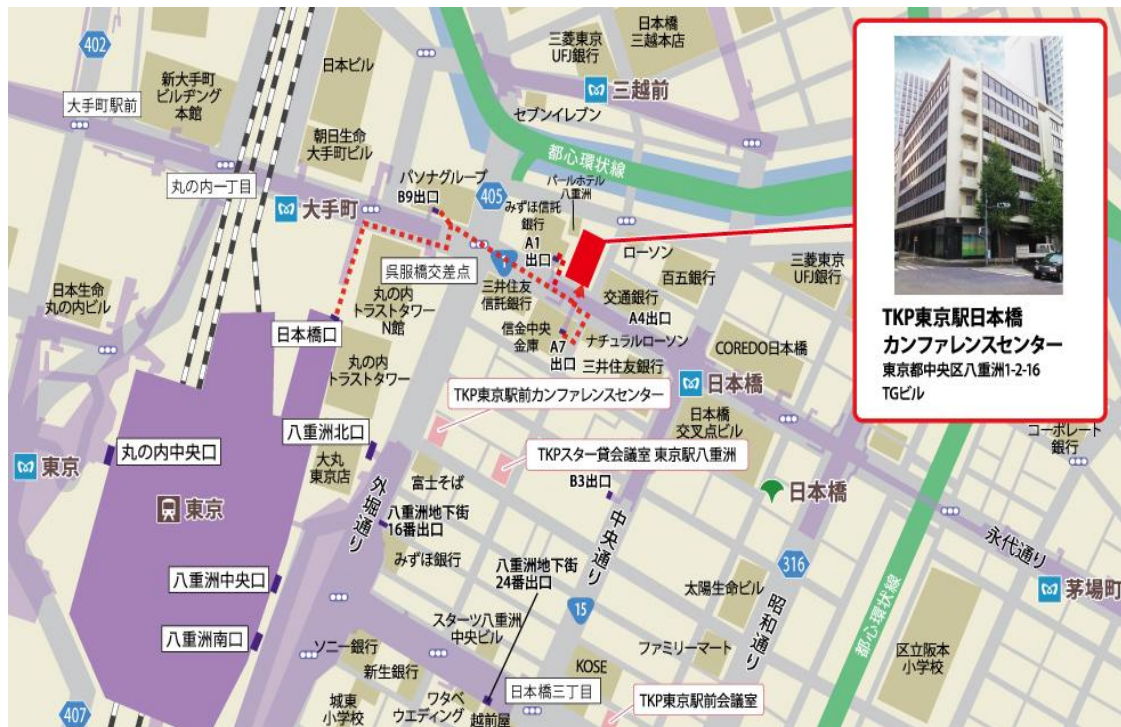 402
新大手町
ビルヂング
本館
日本ビル
三菱東京
UFJ銀行
日本橋
三越本店
三越前
大手町駅前
セブンイレブン
朝日生命
大手町ビル
都心環状線
丸の内一丁目
大手町
パソナグループ
B9出口
405
パールホテル
八重洲
みずほ信託
銀行
A1
出口
ローソン
呉服橋交差点
三井住友
信託銀行
百五銀行
三菱東京
UFJ銀行
日本生命
丸の内ビル
丸の内
トラストタワー
N館
交通銀行
A4出口
信金中央
金庫
A7
出口
ナチュラルローソン
三井住友銀行
COREDO日本橋
日本橋口
丸の内
トラストタワー
日本橋
TKP東京駅前カンファレンスセンター
日本橋
交叉点ビル
八重洲北口
TKPスター貸会議室 東京駅八重洲
丸の内中央口
東京
東京
大丸
東京店
富士そば
B3出口
日本橋
外堀通り
八重洲地下街
16番出口
中央通り
永代通り
みずほ銀行
八重洲地下街
24番出口
316
太陽生命ビル
昭和通り
都心環状線
茅場町
八重洲中央口
15
スターツ八重洲
中央ビル
八重洲南口
ソニー銀行
ファミリーマート
区立阪本
小学校
新生銀行
KOSE
407
城東
小学校
ワタベ
ウエディング
越前屋
日本橋三丁目
TKP東京駅前会議室
コーポレート
銀行
TKP東京駅日本橋
カンファレンスセンター
東京都中央区八重洲1-2-16
TGビル